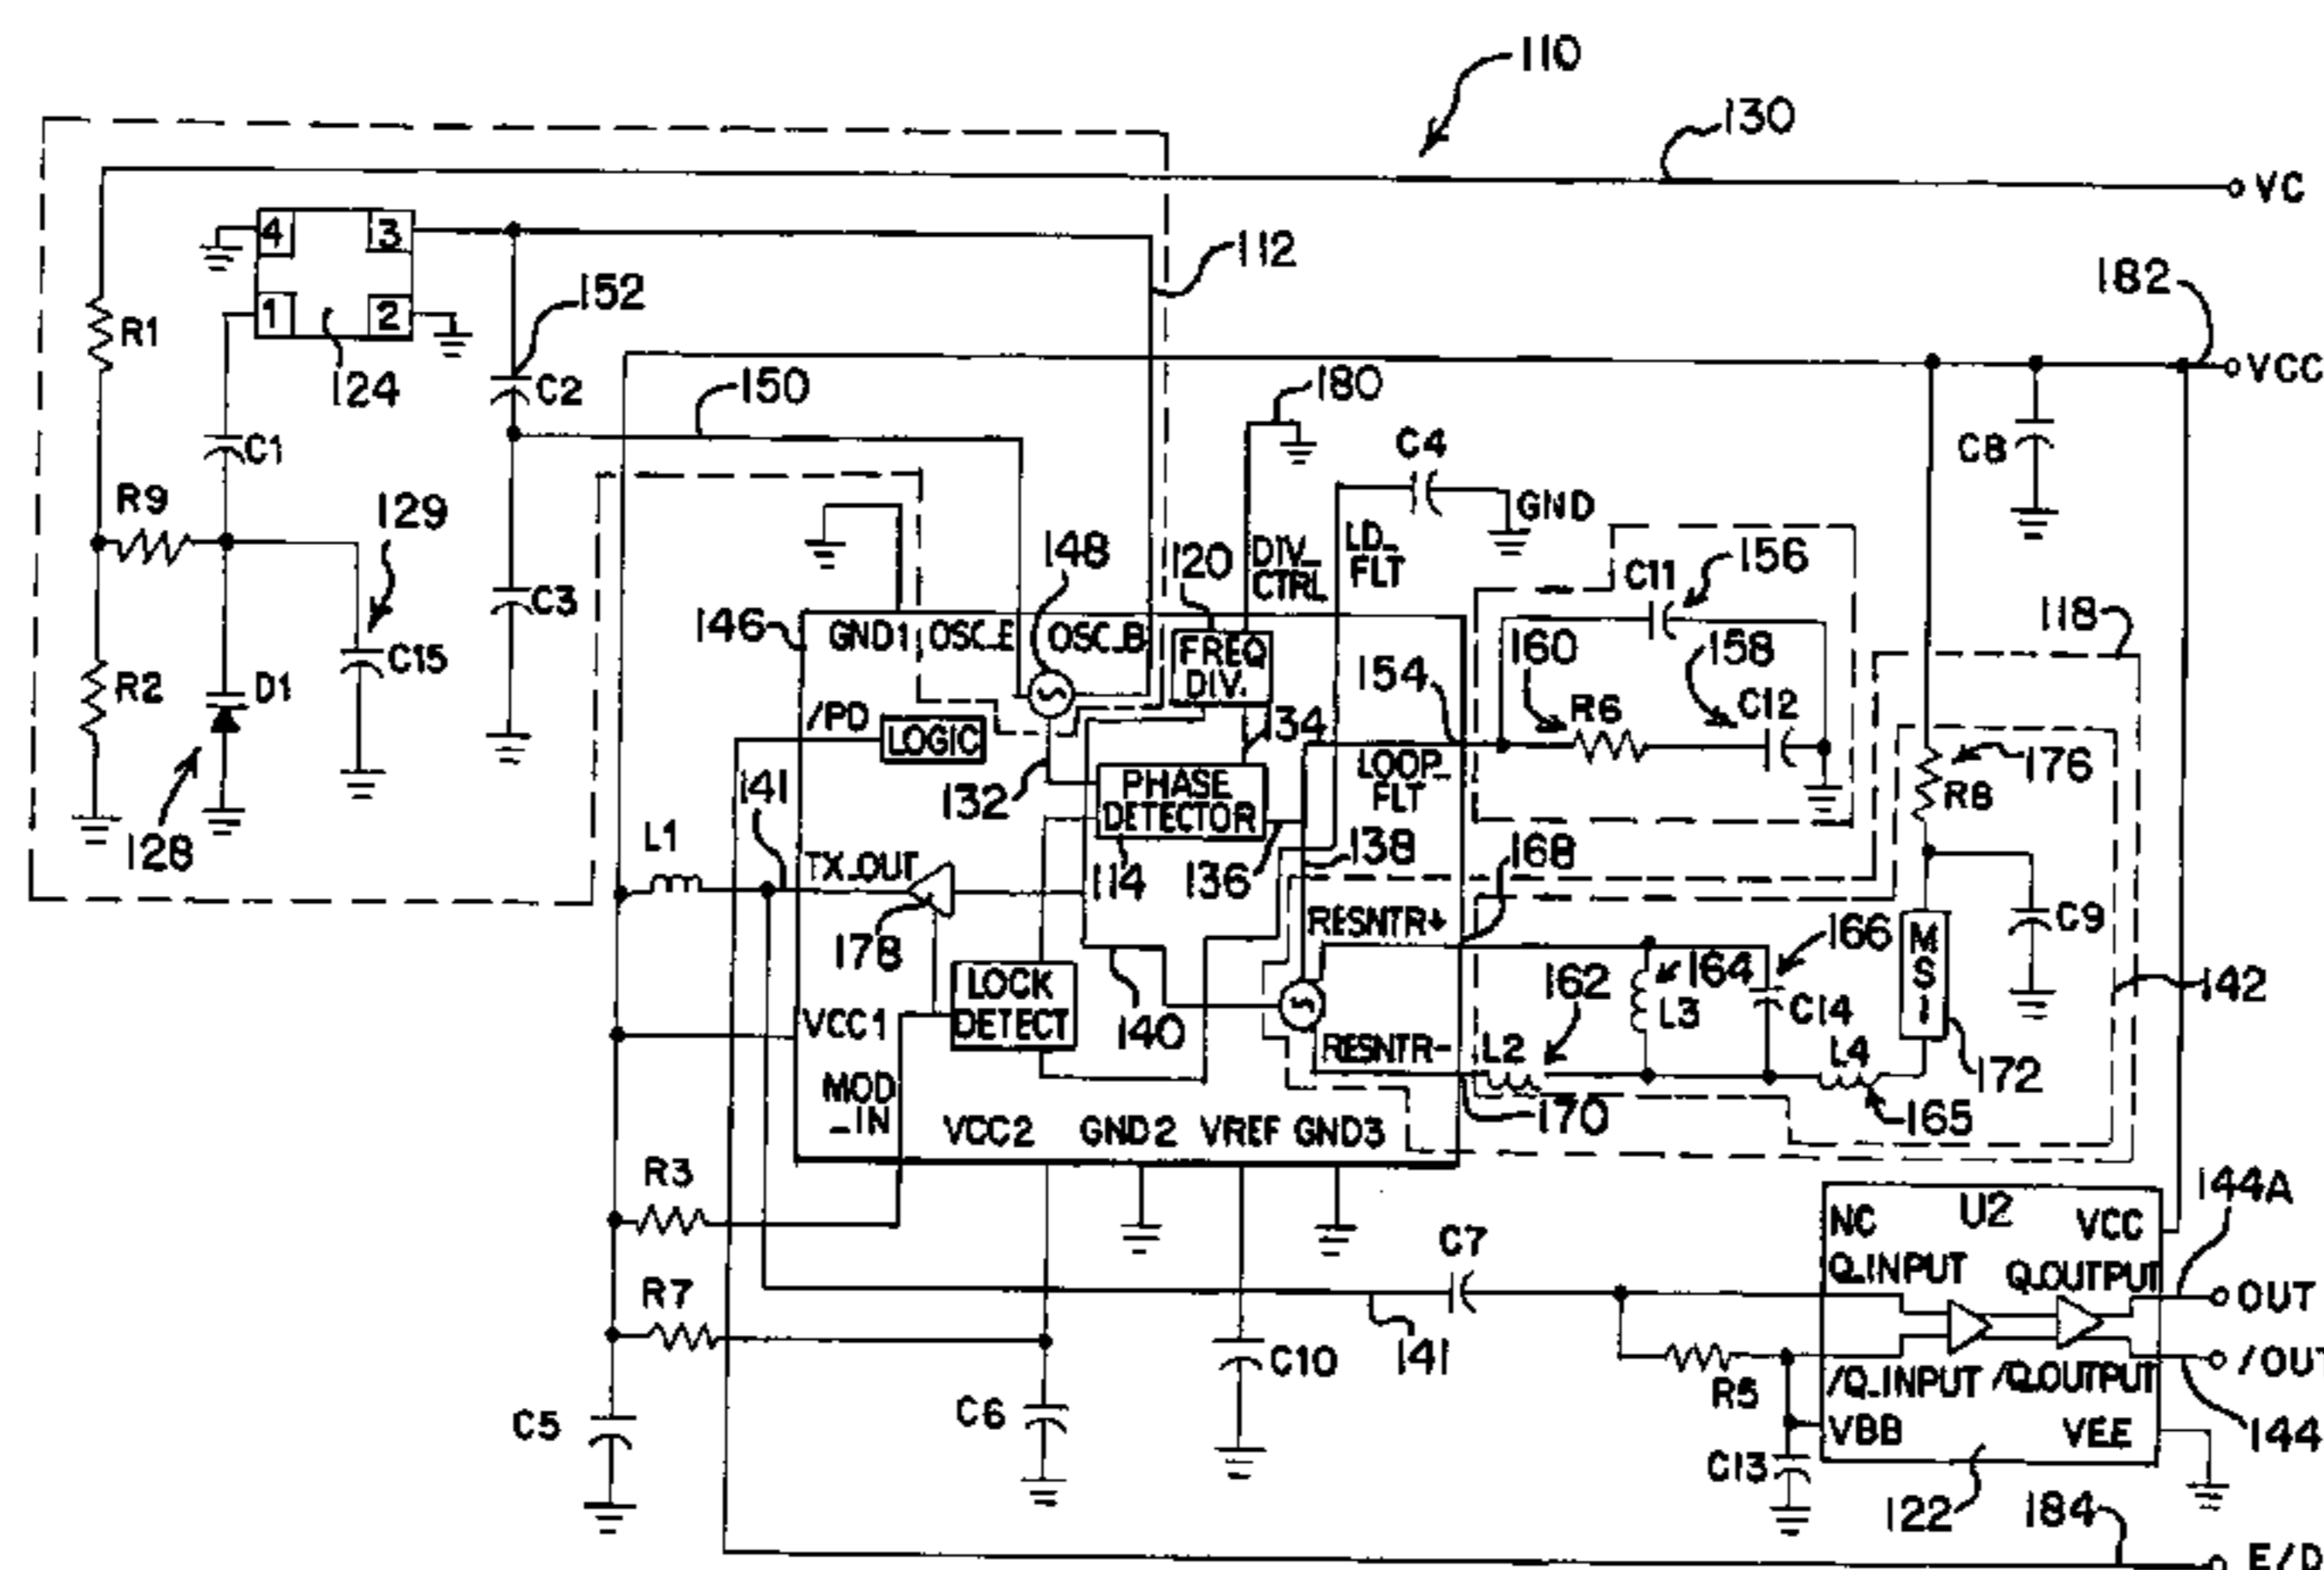 110
130
VC
4 3
112
152
182
R1
1 2
VCC
124
C2
150
180
C4
C1
C8
R9
129
GND
148
120
DIV_
CTRL
LD_
FLT
C11
156
C3
146
GND1 OSC_E OSC_B
118
R2
D1
C15
FREQ
DIV.
160
158
154
/PD
LOGIC
134
R6
C12
LOOP_
FLT
176
R8
132
PHASE
DETECTOR
141
128
L1
TX_OUT
114
136
138
168
178
RESNTR+
C9
166
M
S
1
LOCK
DETECT
164
162
142
VCC1
L3
C14
140
RESNTR-
L2
L4
172
MOD
_IN
170
165
VCC2 GND2 VREF GND3
R3
144A
NC U2 VCC
C7
Q_INPUT Q_OUTPUT
R7
OUT
141
C10
R5
/Q_INPUT /Q_OUTPUT
/OUT
C5
C6
VBB VEE
144
C13
122
184
E/D